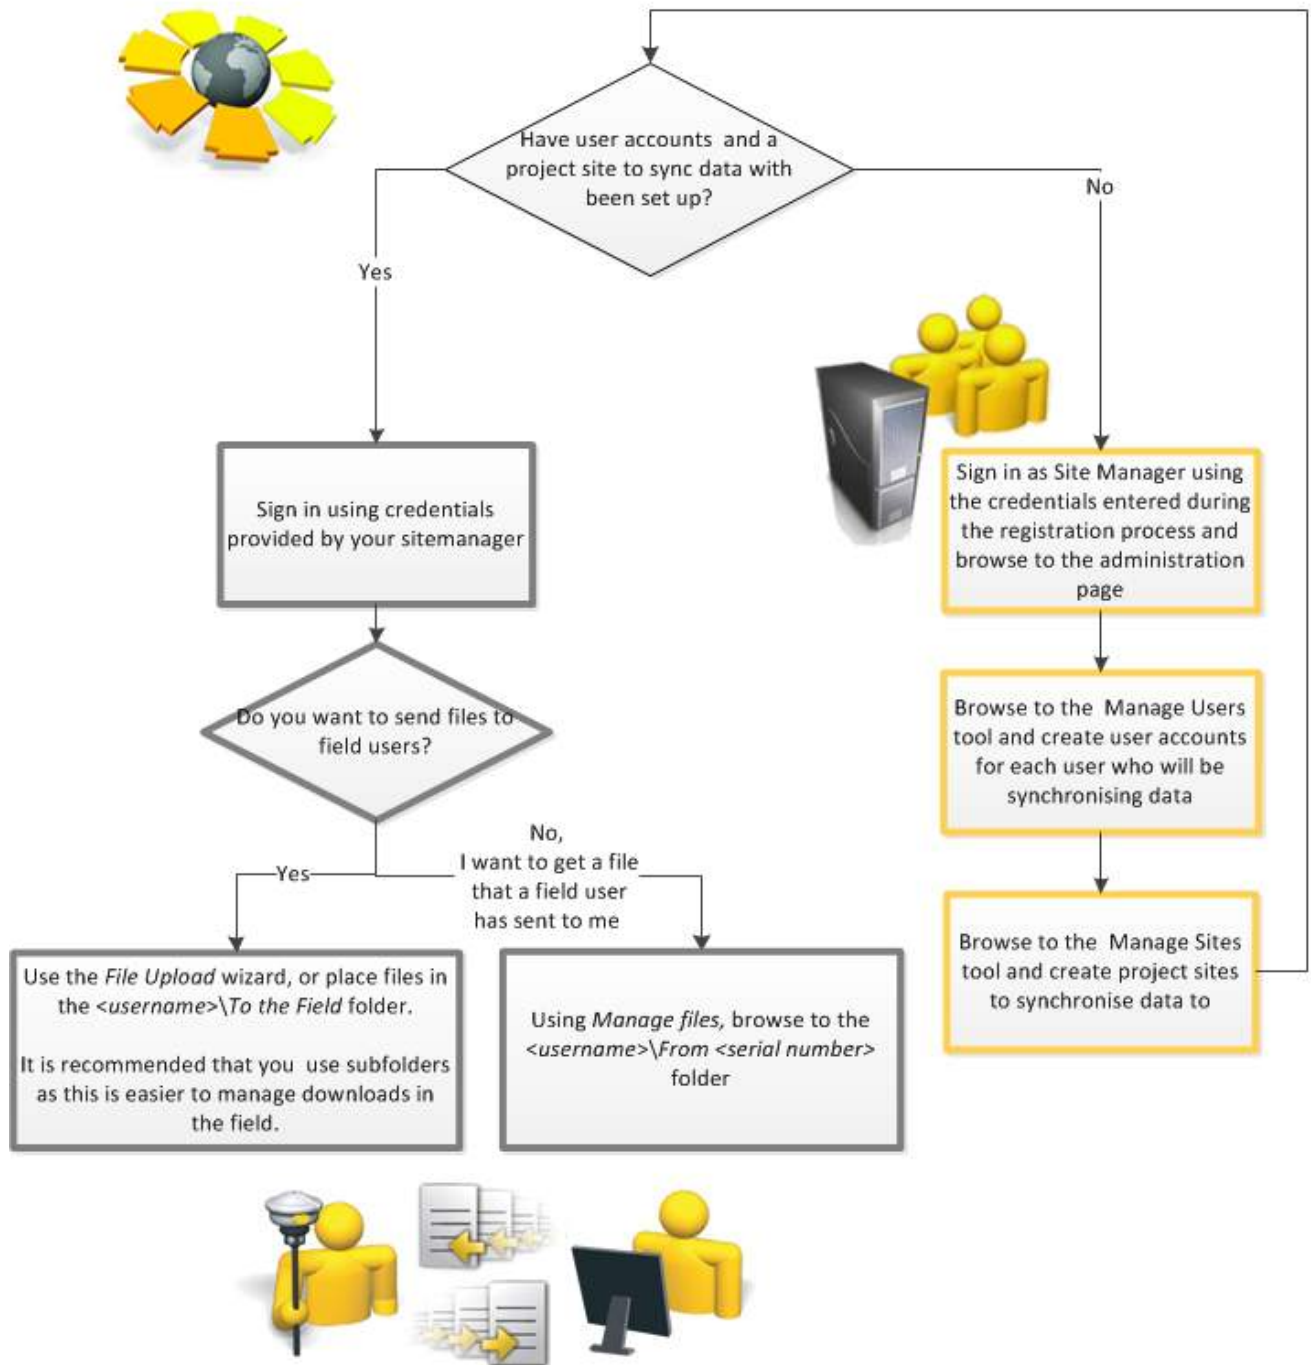 Have user accounts and a
project site to sync data with
been set up?
No
Yes
Sign in as Site Manager using
the credentials entered during
the registration process and
browse to the administration
page
Sign in using credentials
provided by your sitemanager
Browse to the Manage Users
tool and create user accounts
for each user who will be
synchronising data
Do you want to send files to
field users?
No,
I want to get a file
that a field user
has sent to me
Yes
Browse to the Manage Sites
tool and create project sites
to synchronise data to
Use the File Upload wizard, or place files in
the <username>\To the Field folder.
It is recommended that you use subfolders
as this is easier to manage downloads in
the field.
Using Manage files, browse to the
<username>\From <serial number>
folder